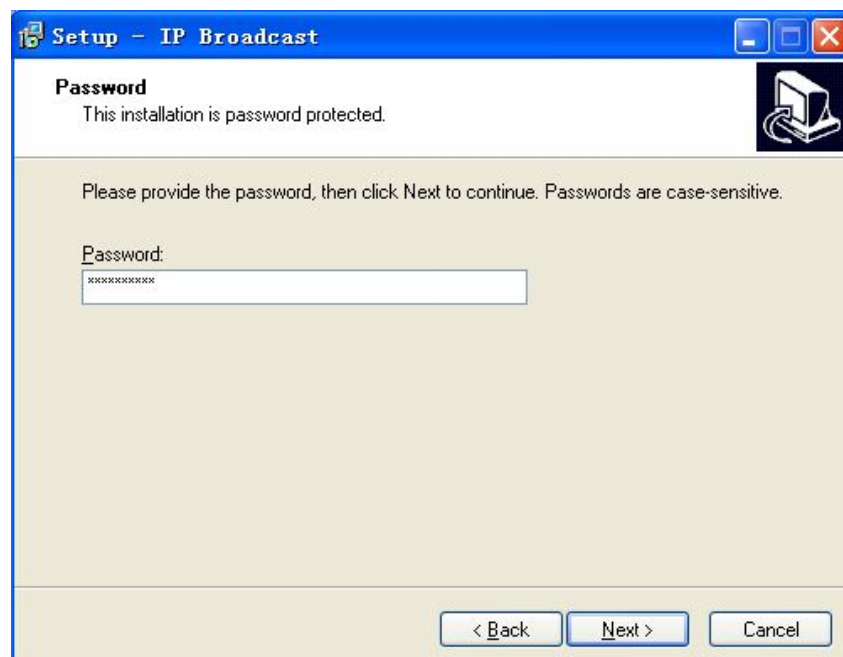 Setup - IP Broadcast
Password
This installation is password protected.
Please provide the password, then click Next to continue. Passwords are case-sensitive.
Password:
**********
< Back
Next >
Cancel